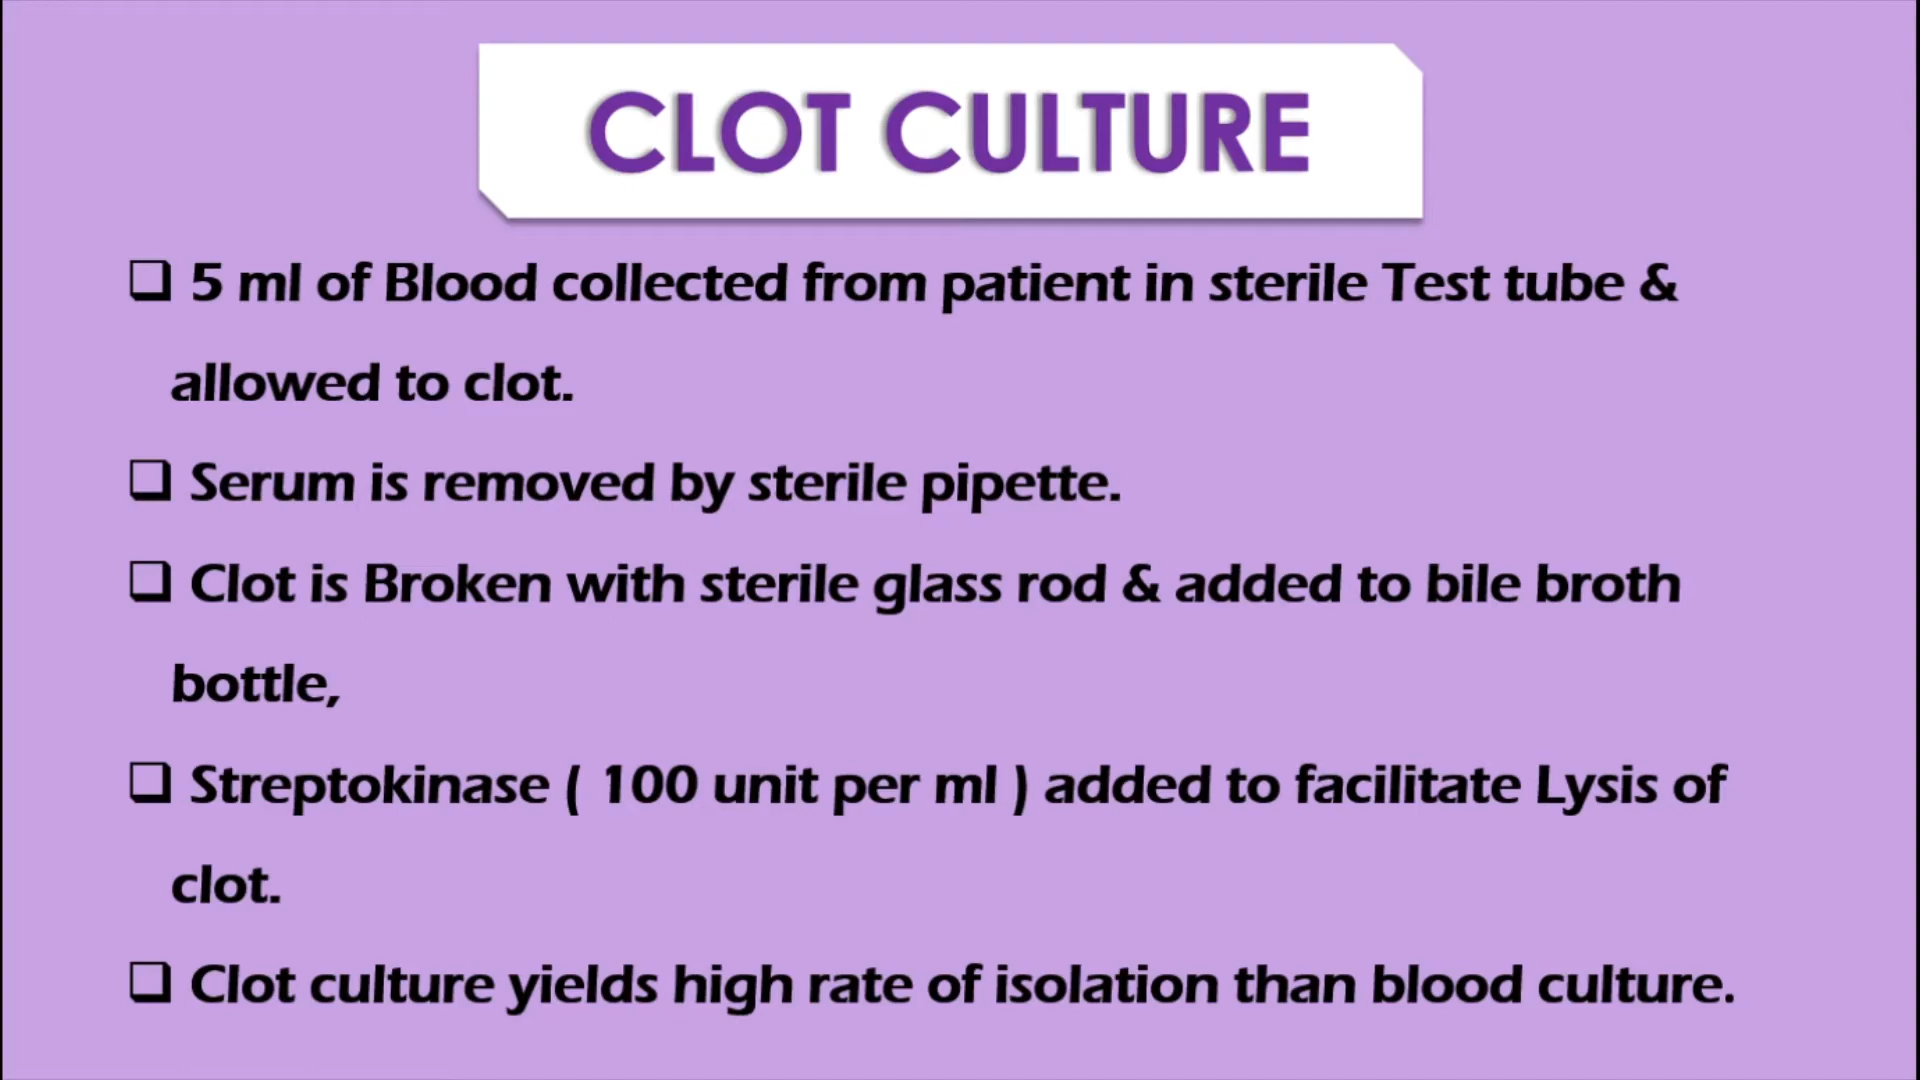 CLOT CULTURE
❑ 5 ml of Blood collected from patient in sterile Test tube &
allowed to clot.
❑ Serum is removed by sterile pipette.
❑ Clot is Broken with sterile glass rod & added to bile broth
bottle,
❑ Streptokinase ( 100 unit per ml ) added to facilitate Lysis of
clot.
❑ Clot culture yields high rate of isolation than blood culture.